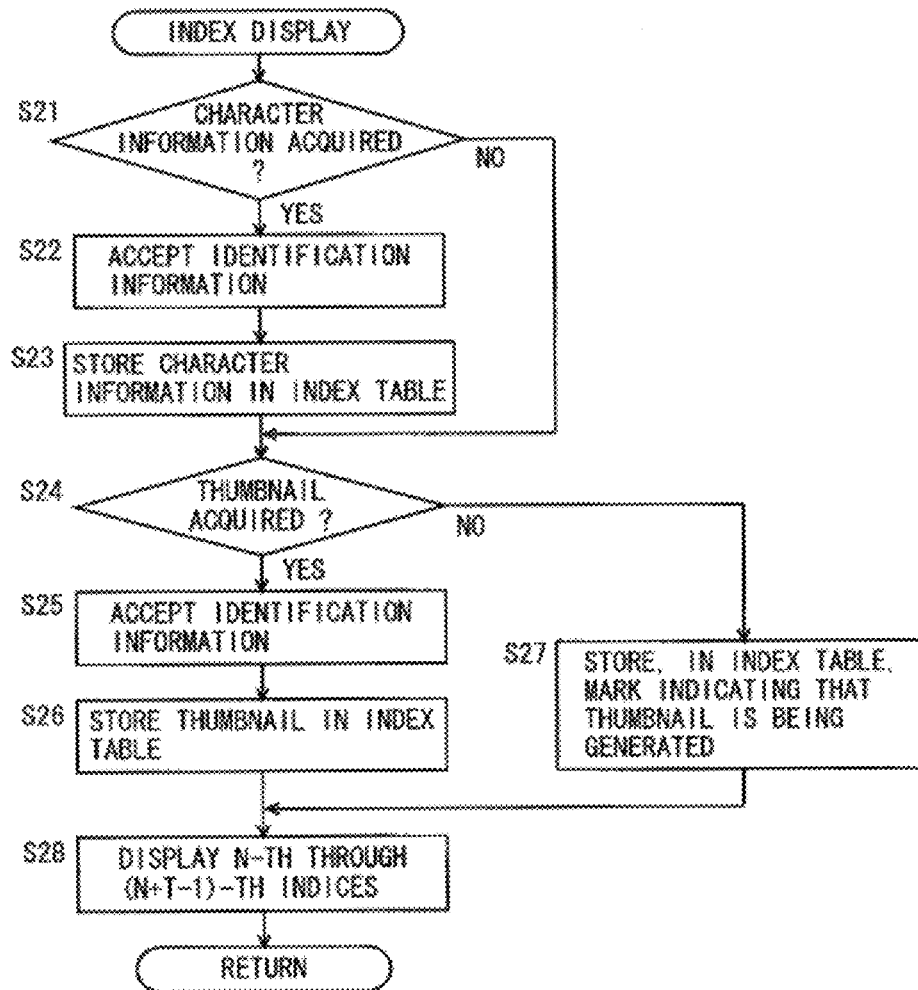 INDEX DISPLAY
S21
CHARACTER
INFORMATION ACQUIRED
?
NO
YES
S22
ACCEPT IDENTIFICATION
INFORMATION
S23
STORE CHARACTER
INFORMATION IN INDEX TABLE
S24
THUMBNAIL
ACQUIRED ?
NO
YES
S25
ACCEPT IDENTIFICATION
INFORMATION
S27
STORE, IN INDEX TABLE,
MARK INDICATING THAT
THUMBNAIL IS BEING
GENERATED
S26
STORE THUMBNAIL IN INDEX
TABLE
S28
DISPLAY N-TH THROUGH
(N+T-1)-TH INDICES
RETURN